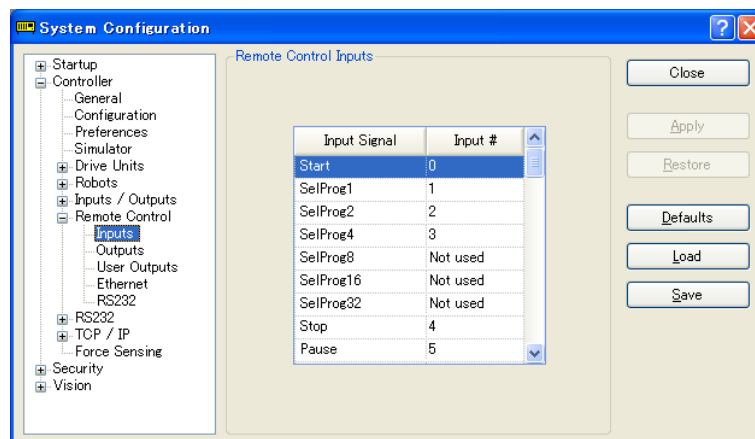 System Configuration
Startup
Controller
General
Configuration
Preferences
Simulator
Drive Units
Robots
Inputs / Outputs
Remote Control
Inputs
Outputs
User Outputs
Ethernet
RS232
RS232
TCP / IP
Force Sensing
Security
Vision
Remote Control Inputs
Input Signal Input #
Start 0
SelProg1 1
SelProg2 2
SelProg4 3
SelProg8 Not used
SelProg16 Not used
SelProg32 Not used
Stop 4
Pause 5
Close
Apply
Restore
Defaults
Load
Save